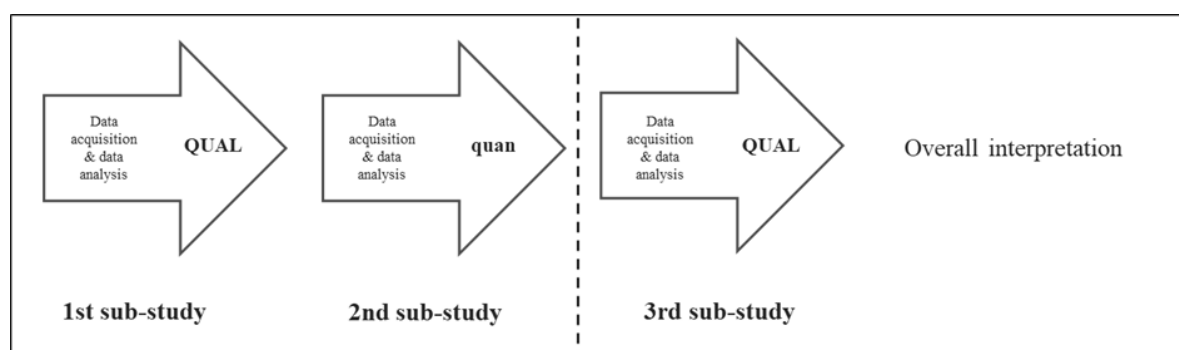 Data
acquisition
& data
analysis
QUAL
Data
acquisition
& data
analysis
quan
Data
acquisition
& data
analysis
QUAL
Overall interpretation
1st sub-study
2nd sub-study
3rd sub-study